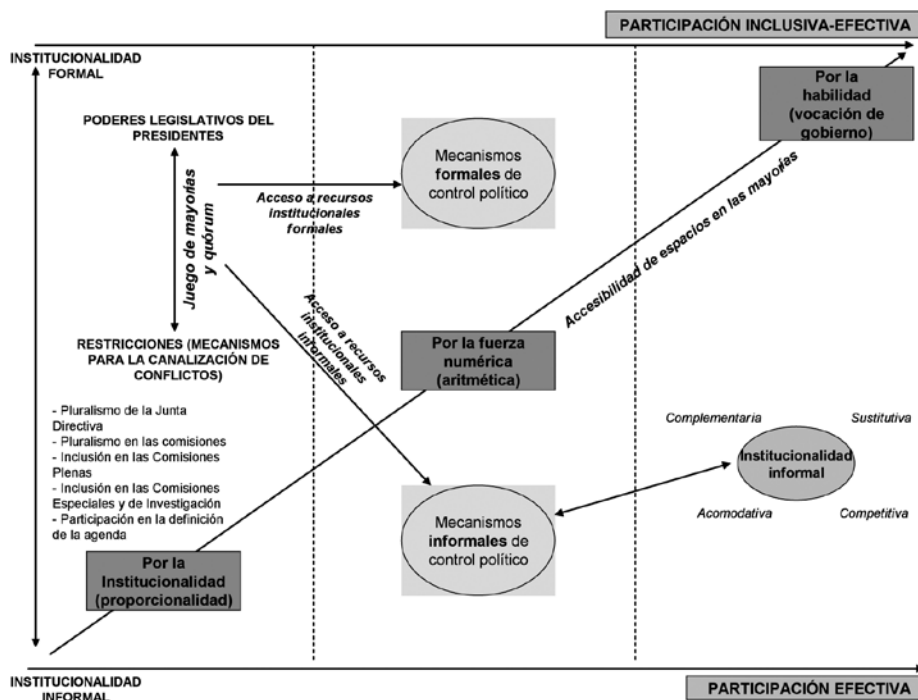 PARTICIPACIÓN INCLUSIVA-EFECTIVA
INSTITUCIONALIDAD
FORMAL
PODERES LEGISLATIVOS DEL
PRESIDENTES
Juego de mayorías
y quórum
RESTRICCIONES (MECANISMOS
PARA LA CANALIZACIÓN DE
CONFLICTOS)
- Pluralismo de la Junta
Directiva
- Pluralismo en las comisiones
- Inclusión en las Comisiones
Plenas
- Inclusión en las Comisiones
Especiales y de Investigación
- Participación en la definición
de la agenda
Por la
Institucionalidad
(proporcionalidad)
Acceso a recursos
institucionales
formales
Acceso a recursos
institucionales
informales
Mecanismos
formales de
control político
Por la fuerza
numérica
(aritmética)
Mecanismos
informales de
control político
Por la
habilidad
(vocación de
gobierno)
Accesibilidad de espacios en las mayorías
Complementaria
Sustitutiva
Institucionalidad
informal
Acomodativa
Competitiva
INSTITUCIONALIDAD
INFORMAL
PARTICIPACIÓN EFECTIVA